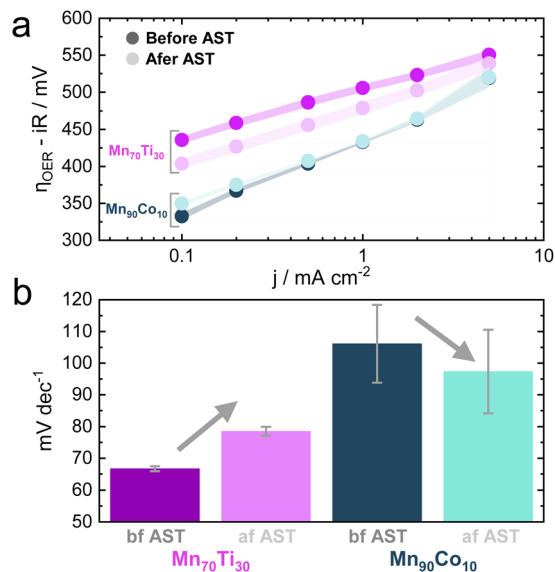 a
Before AST
Afer AST
η_OER - iR / mV
600
550
500
450
400
350
300
Mn₇₀Ti₃₀
Mn₉₀Co₁₀
0.1 1 10
j / mA cm⁻²
b
mV dec⁻¹
120
110
100
90
80
70
60
50
bf AST af AST bf AST af AST
Mn₇₀Ti₃₀ Mn₉₀Co₁₀